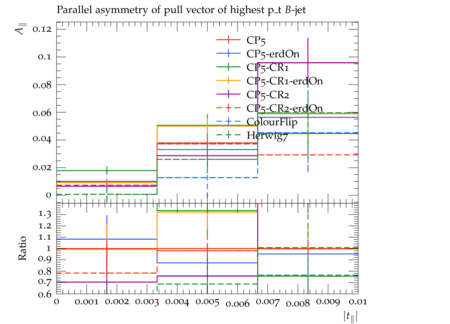 Parallel asymmetry of pull vector of highest p_t B-jet
A∥
0.12
0.1
0.08
0.06
0.04
0.02
0
CP5
CP5-erdOn
CP5-CR1
CP5-CR1-erdOn
CP5-CR2
CP5-CR2-erdOn
ColourFlip
Herwig7
Ratio
1.3
1.2
1.1
1
0.9
0.8
0.7
0.6
0 0.001 0.002 0.003 0.004 0.005 0.006 0.007 0.008 0.009 0.01
|t∥|